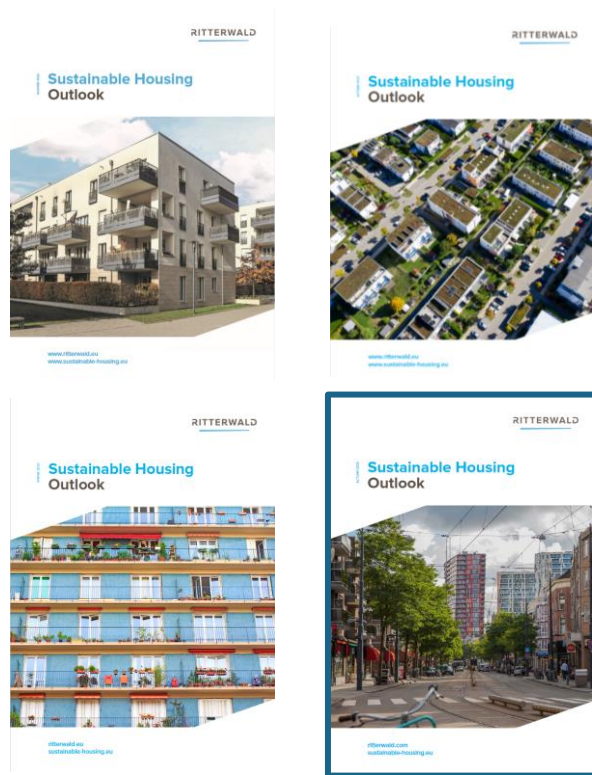 RITTERWALD
Sustainable Housing
Outlook
www.ritterwald.eu
www.sustainable-housing.eu
RITTERWALD
Sustainable Housing
Outlook
www.ritterwald.eu
www.sustainable-housing.eu
RITTERWALD
Sustainable Housing
Outlook
ritterwald.eu
sustainable-housing.eu
RITTERWALD
Sustainable Housing
Outlook
ritterwald.com
sustainable-housing.eu